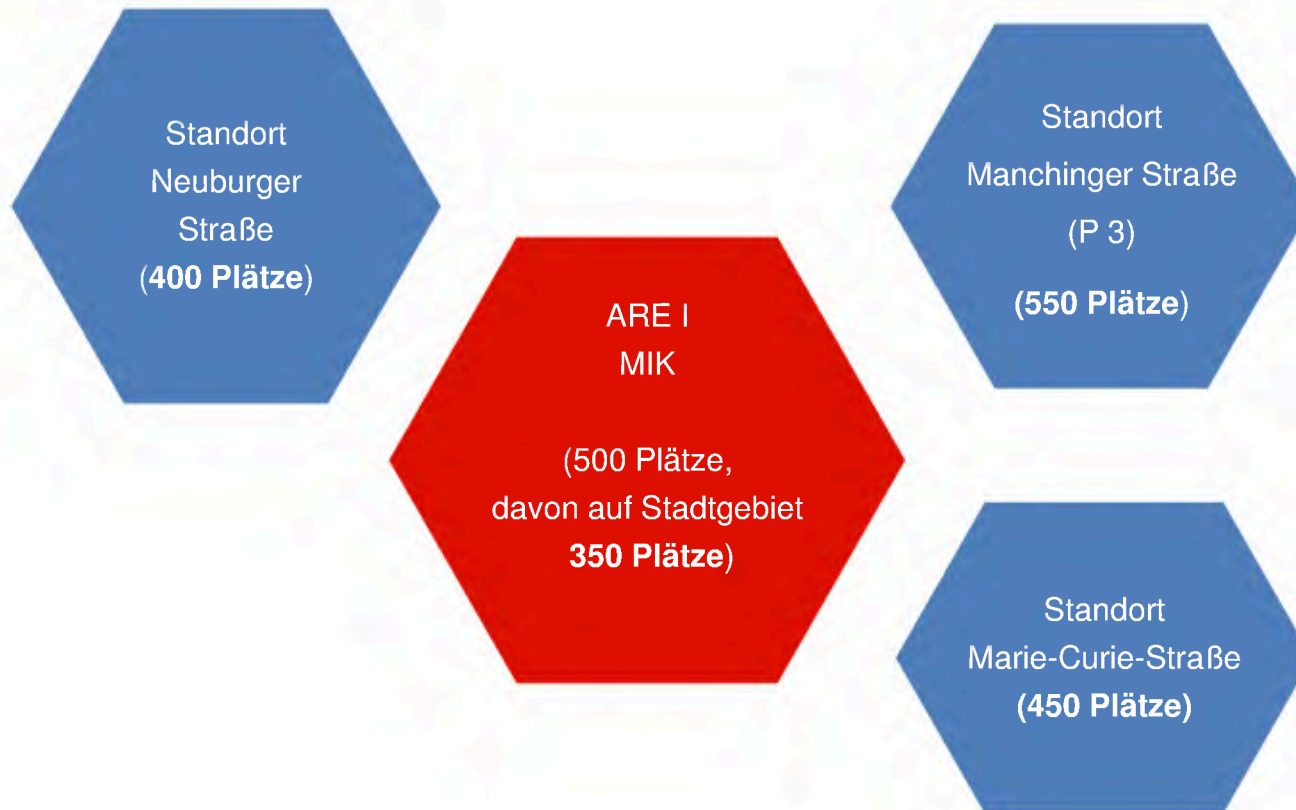 Standort
Neuburger
Straße
(400 Plätze)
Standort
Manchinger Straße
(P 3)
(550 Plätze)
ARE I
MIK
(500 Plätze,
davon auf Stadtgebiet
350 Plätze)
Standort
Marie-Curie-Straße
(450 Plätze)